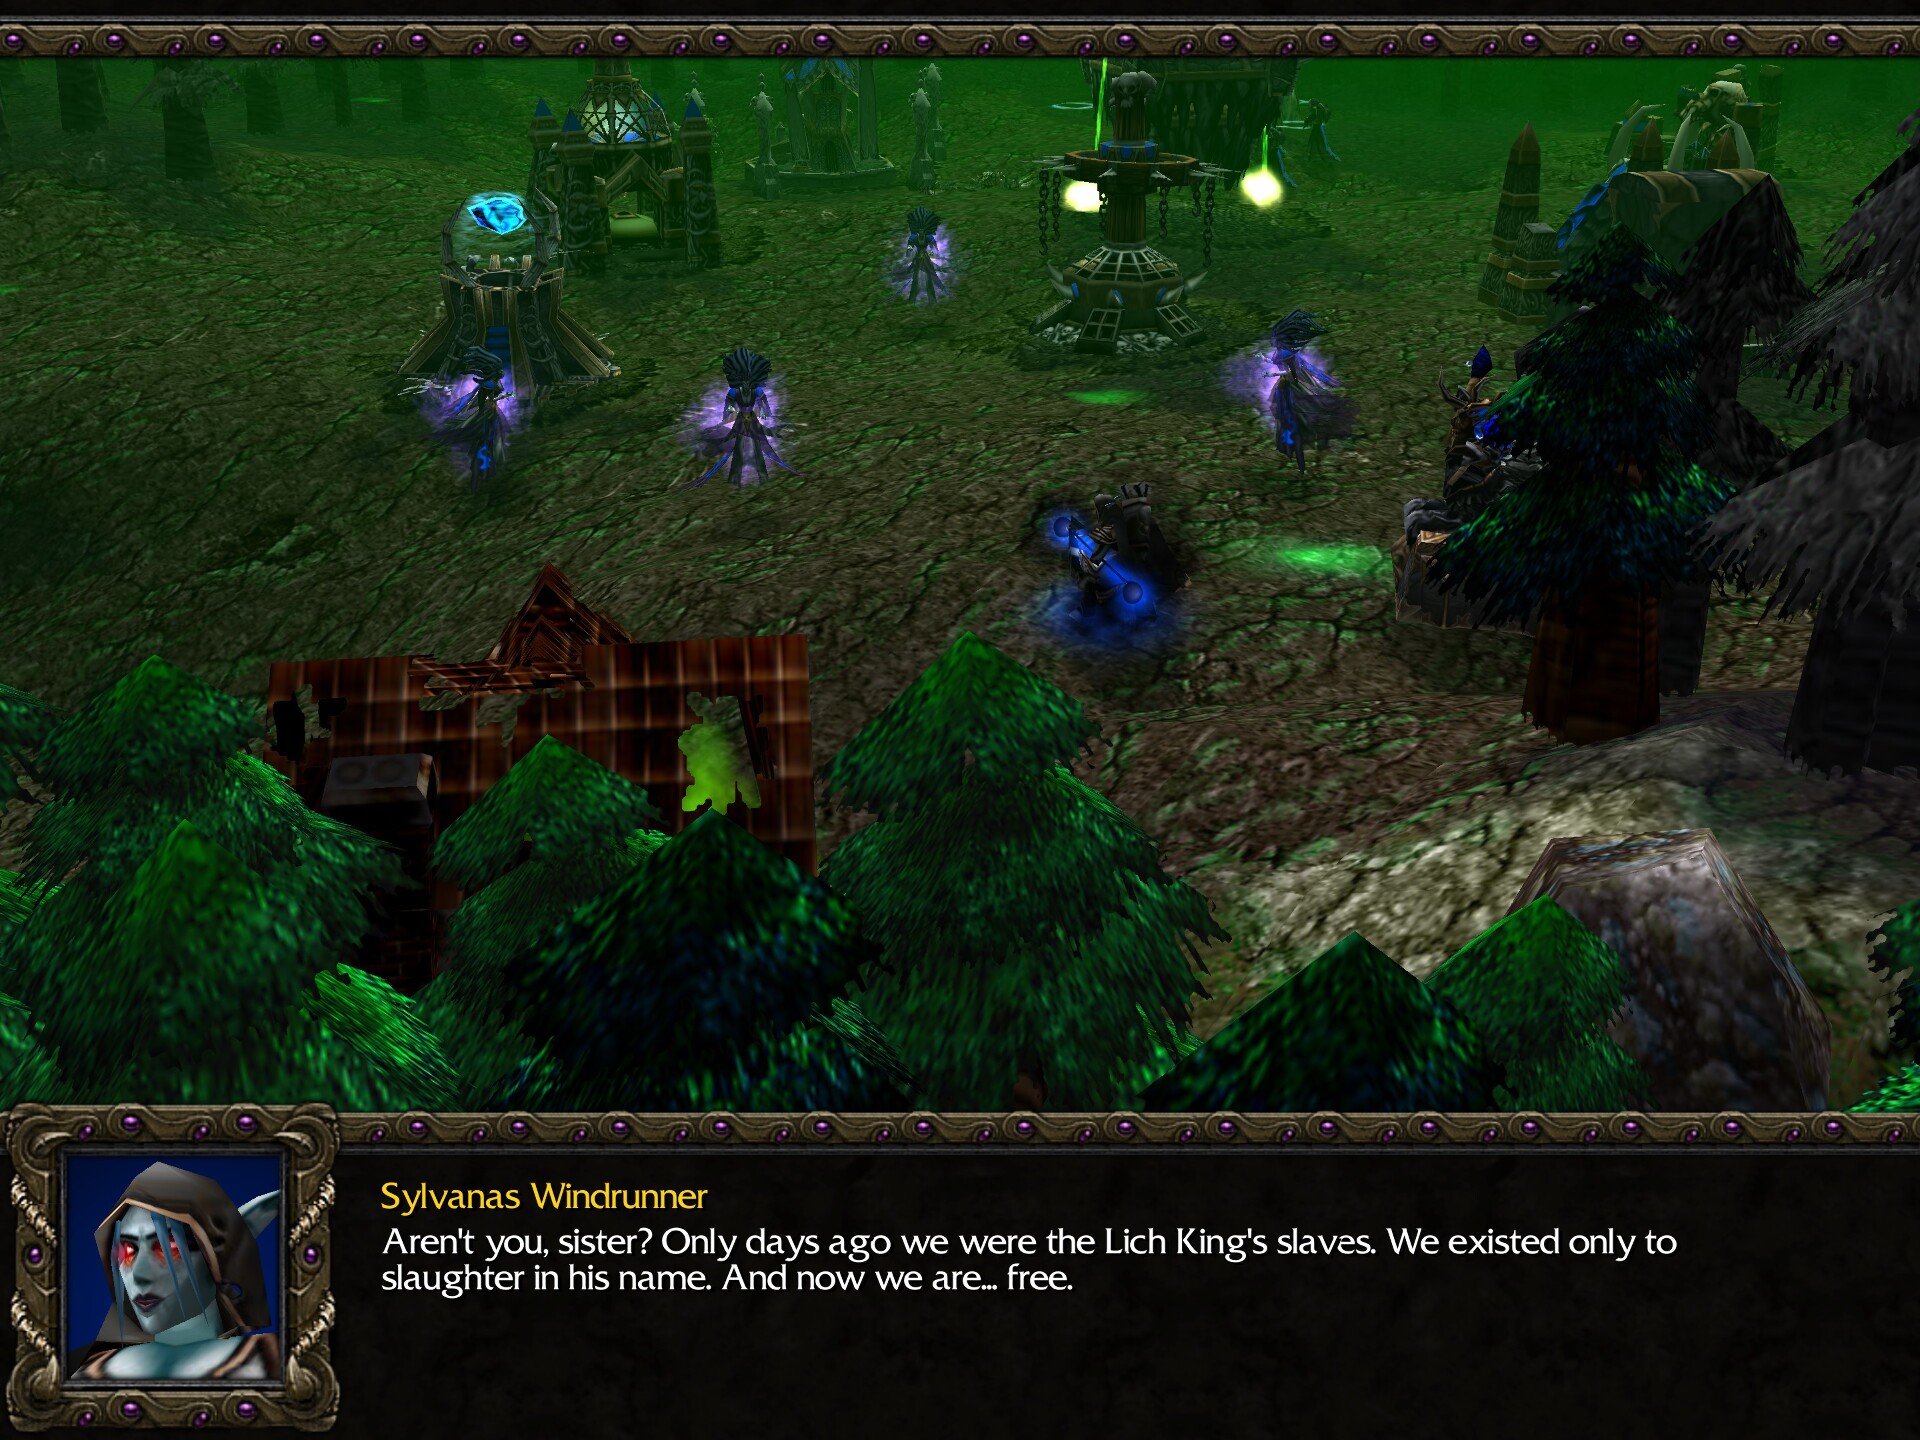 Sylvanas Windrunner
Aren't you, sister? Only days ago we were the Lich King's slaves. We existed only to
slaughter in his name. And now we are... free.